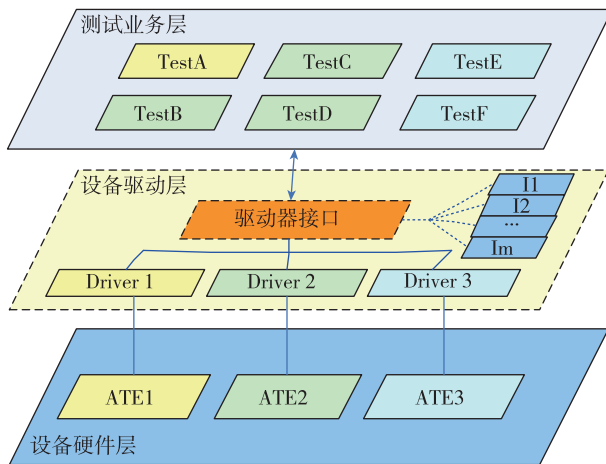 测试业务层
TestA TestC TestE
TestB TestD TestF
设备驱动层
I1
I2
...
Im
驱动器接口
Driver 1 Driver 2 Driver 3
ATE1 ATE2 ATE3
设备硬件层